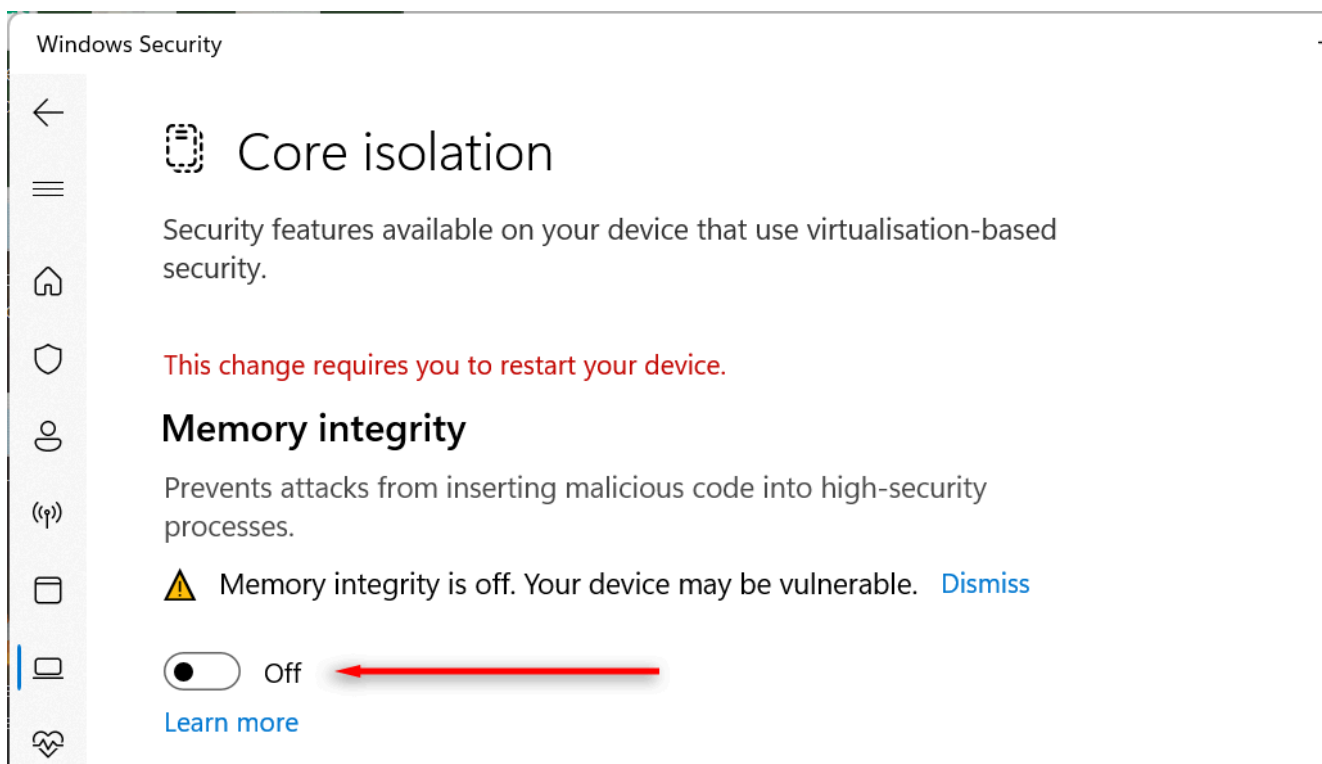 Windows Security
Core isolation
Security features available on your device that use virtualisation-based
security.
This change requires you to restart your device.
Memory integrity
Prevents attacks from inserting malicious code into high-security
processes.
Memory integrity is off. Your device may be vulnerable. Dismiss
Off
Learn more